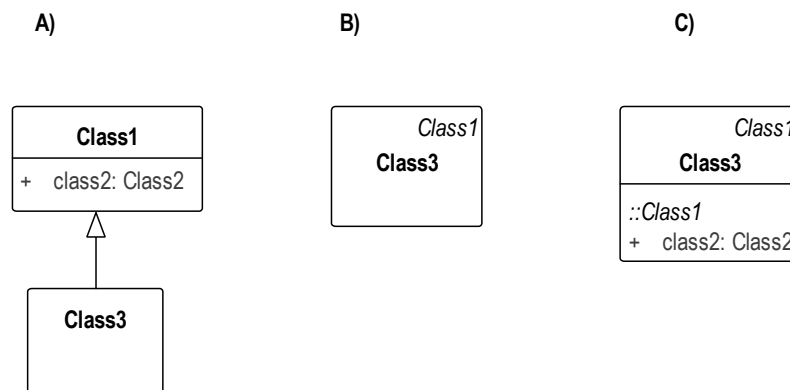 A)
Class1
+ class2: Class2
Class3
B)
Class1
Class3
C)
Class1
Class3
::Class1
+ class2: Class2